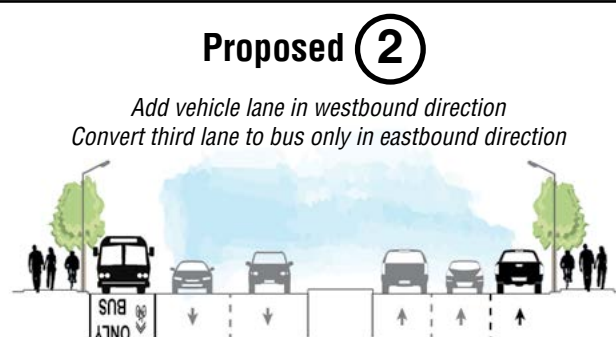 Proposed 2
Add vehicle lane in westbound direction
Convert third lane to bus only in eastbound direction
BUS
ONLY